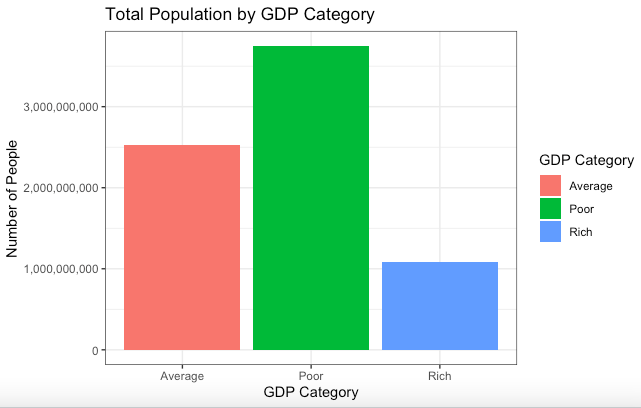 Total Population by GDP Category
Number of People
3,000,000,000
2,000,000,000
1,000,000,000
0
Average
Poor
Rich
GDP Category
GDP Category
Average
Poor
Rich